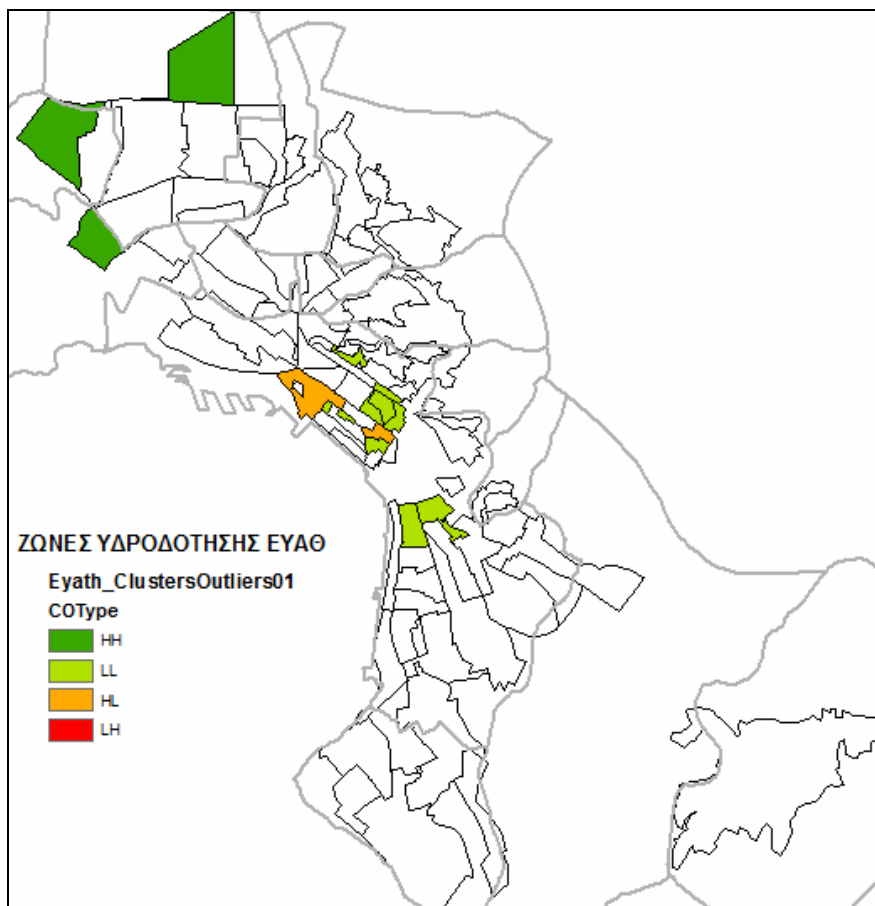 ΖΩΝΕΣ ΥΔΡΟΔΟΤΗΣΗΣ ΕΥΑΘ
Eyath_ClustersOutliers01
COType
HH
LL
HL
LH